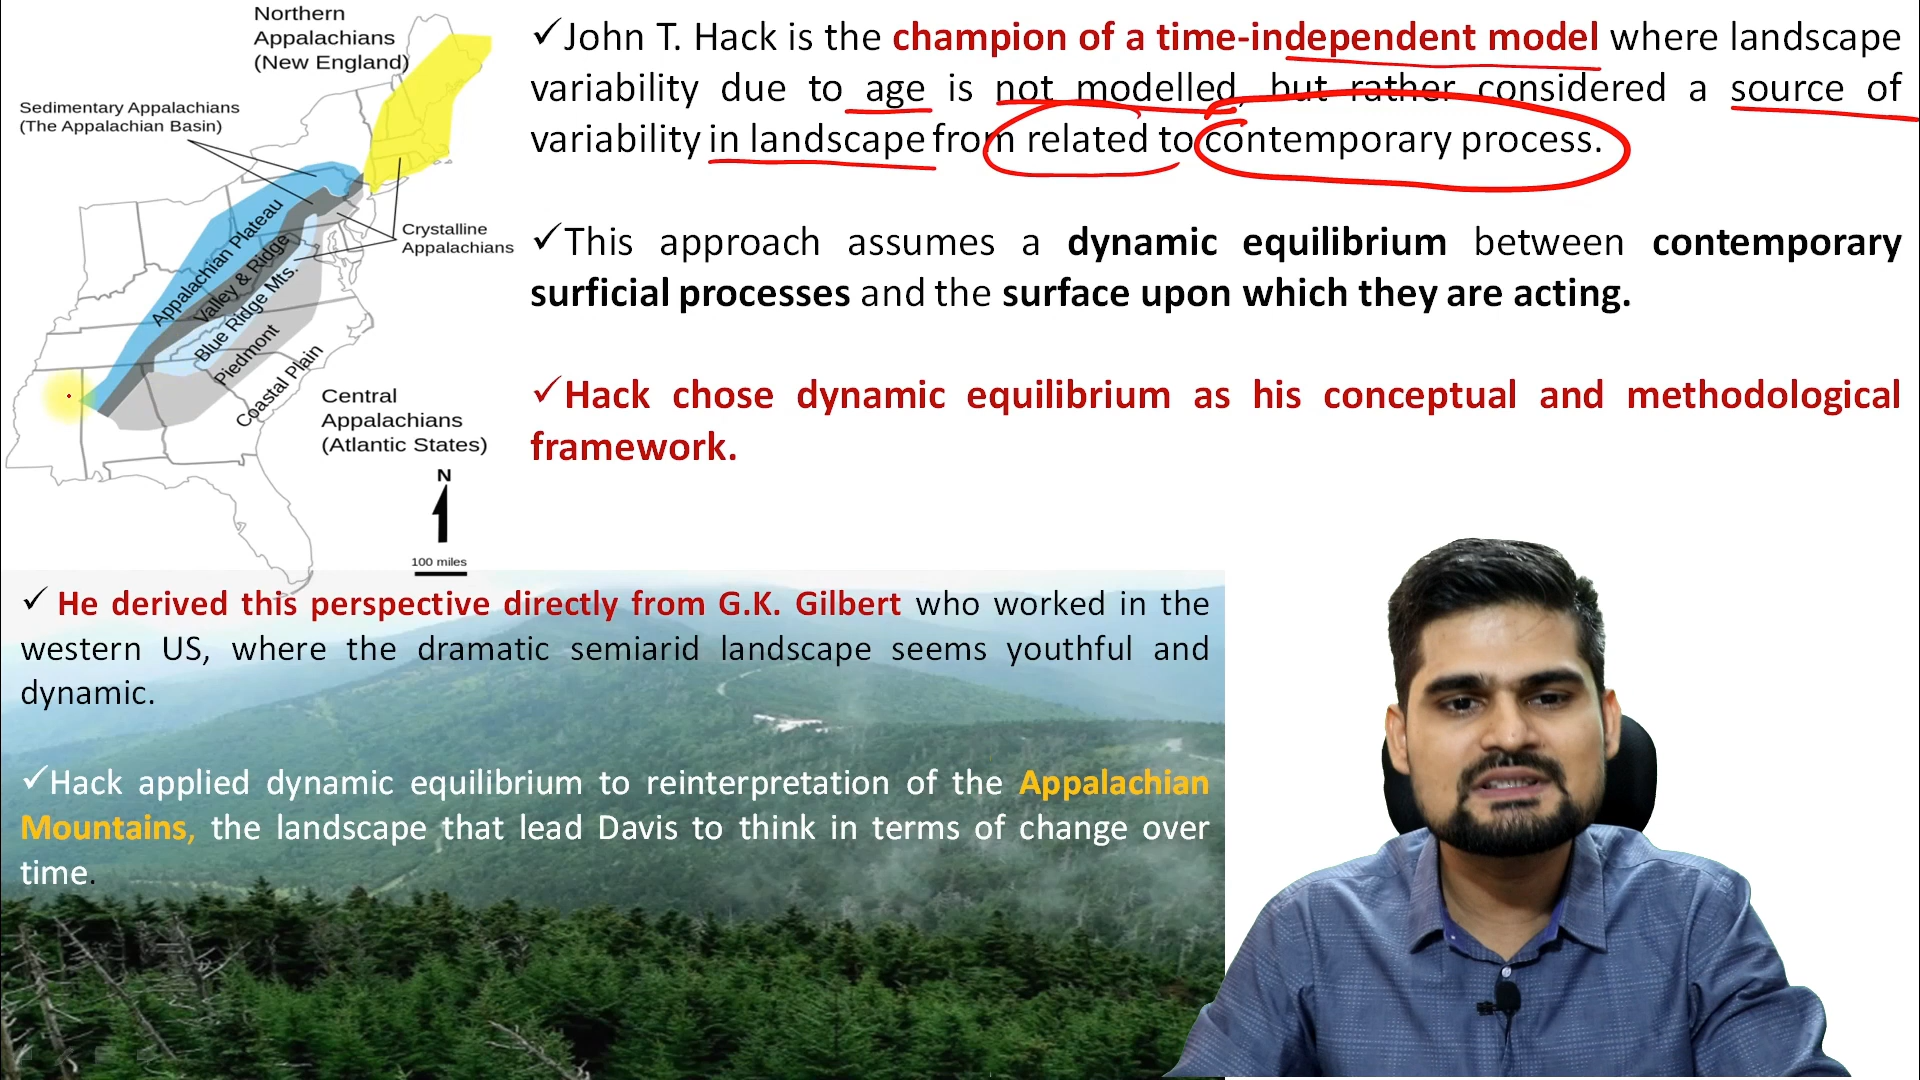 Northern
Appalachians
(New England)
Sedimentary Appalachians
(The Appalachian Basin)
Crystalline
Appalachians
Appalachian Plateau
Valley & Ridge
Blue Ridge Mts.
Piedmont
Coastal Plain
Central
Appalachians
(Atlantic States)
N
100 miles
✓John T. Hack is the champion of a time-independent model where landscape
variability due to age is not modelled, but rather considered a source of
variability in landscape from related to contemporary process.
✓This approach assumes a dynamic equilibrium between contemporary
surficial processes and the surface upon which they are acting.
✓Hack chose dynamic equilibrium as his conceptual and methodological
framework.
✓ He derived this perspective directly from G.K. Gilbert who worked in the
western US, where the dramatic semiarid landscape seems youthful and
dynamic.
✓Hack applied dynamic equilibrium to reinterpretation of the Appalachian
Mountains, the landscape that lead Davis to think in terms of change over
time.